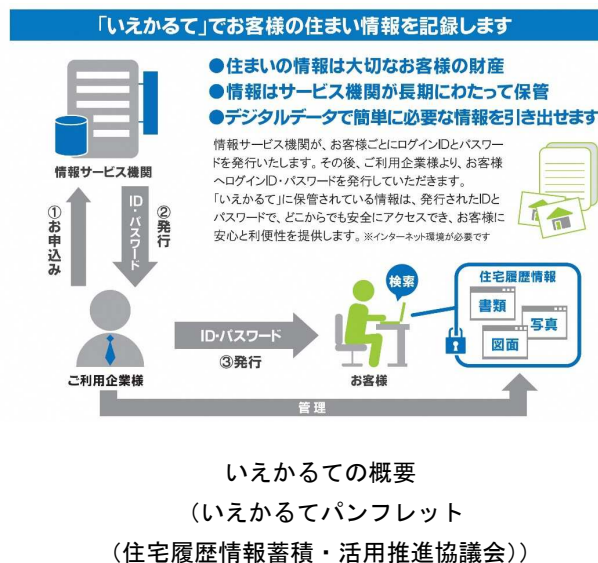 「いえかるて」でお客様の住まい情報を記録します
●住まいの情報は大切なお客様の財産
●情報はサービス機関が長期にわたって保管
●デジタルデータで簡単に必要な情報を引き出せます
情報サービス機関が、お客様ごとにログインIDとパスワー
ドを発行いたします。その後、ご利用企業様より、お客様
へログインID・パスワードを発行していただきます。
「いえかるて」に保管されている情報は、発行されたIDと
パスワードで、どこからでも安全にアクセスでき、お客様に
安心と利便性を提供します。※インターネット環境が必要です
情報サービス機関
①お申込み
ID・パスワード
②発行
ご利用企業様
ID・パスワード
③発行
検索
お客様
住宅履歴情報
書類
写真
図面
管理
いえかるての概要
（いえかるてパンフレット
（住宅履歴情報蓄積・活用推進協議会））